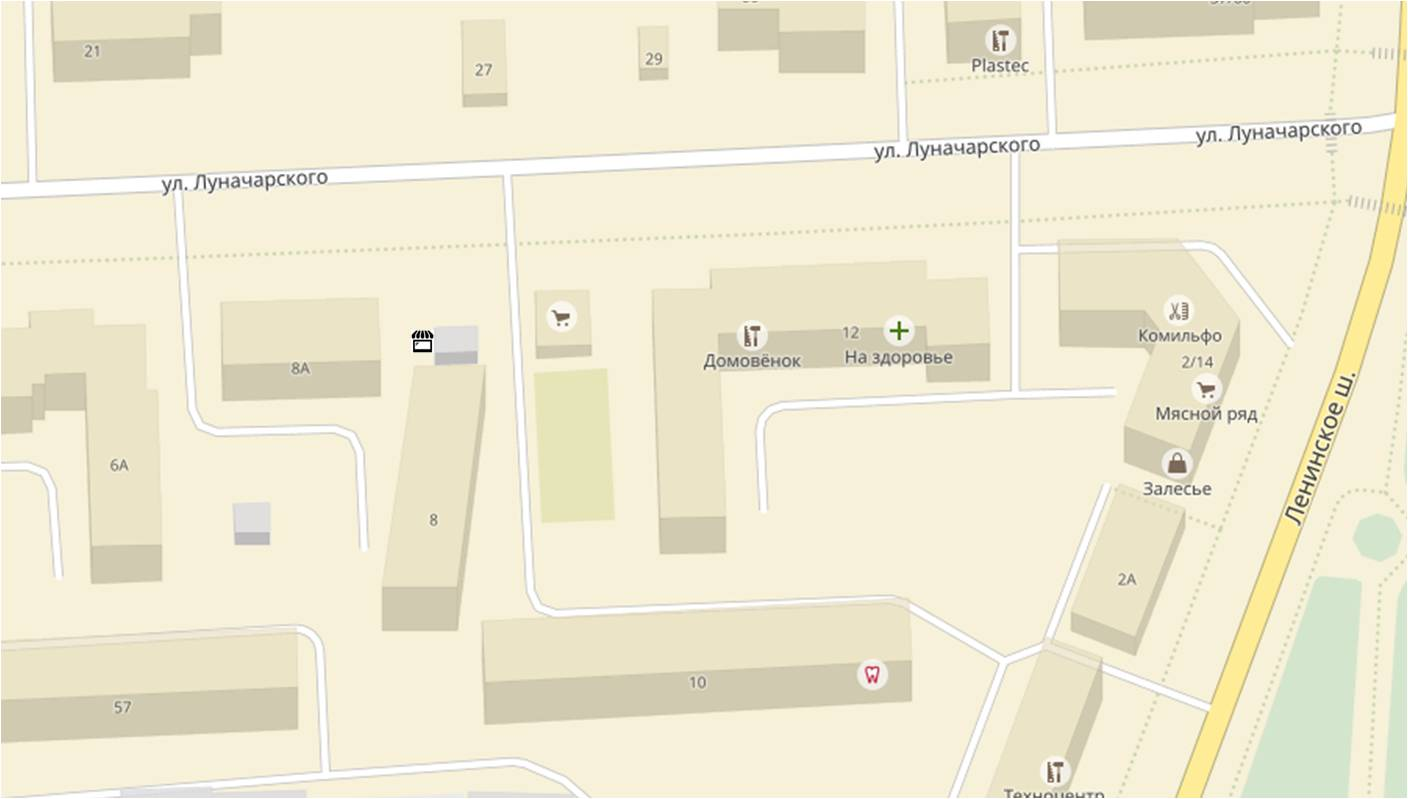 21
27
29
Plastec
ул. Луначарского
ул. Луначарского
ул. Луначарского
8А
12
Домовёнок
На здоровье
Комильфо
2/14
Мясной ряд
Залесье
Ленинское ш.
6А
8
2А
10
57
Техноцентр